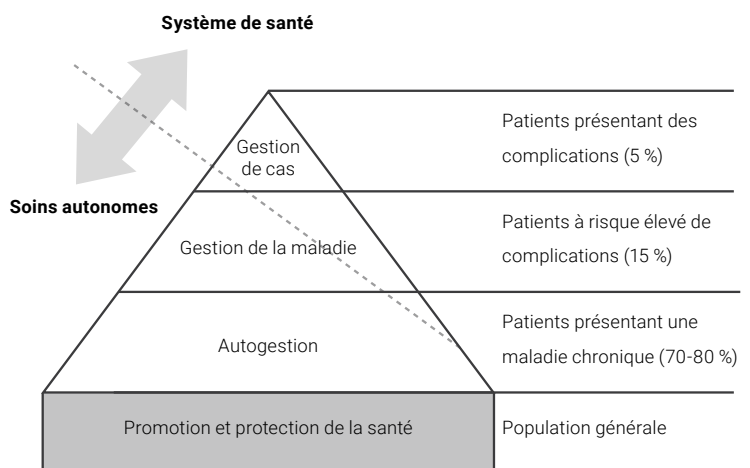 Système de santé
Soins autonomes
Gestion
de cas
Patients présentant des
complications (5 %)
Gestion de la maladie
Patients à risque élevé de
complications (15 %)
Autogestion
Patients présentant une
maladie chronique (70-80 %)
Promotion et protection de la santé
Population générale